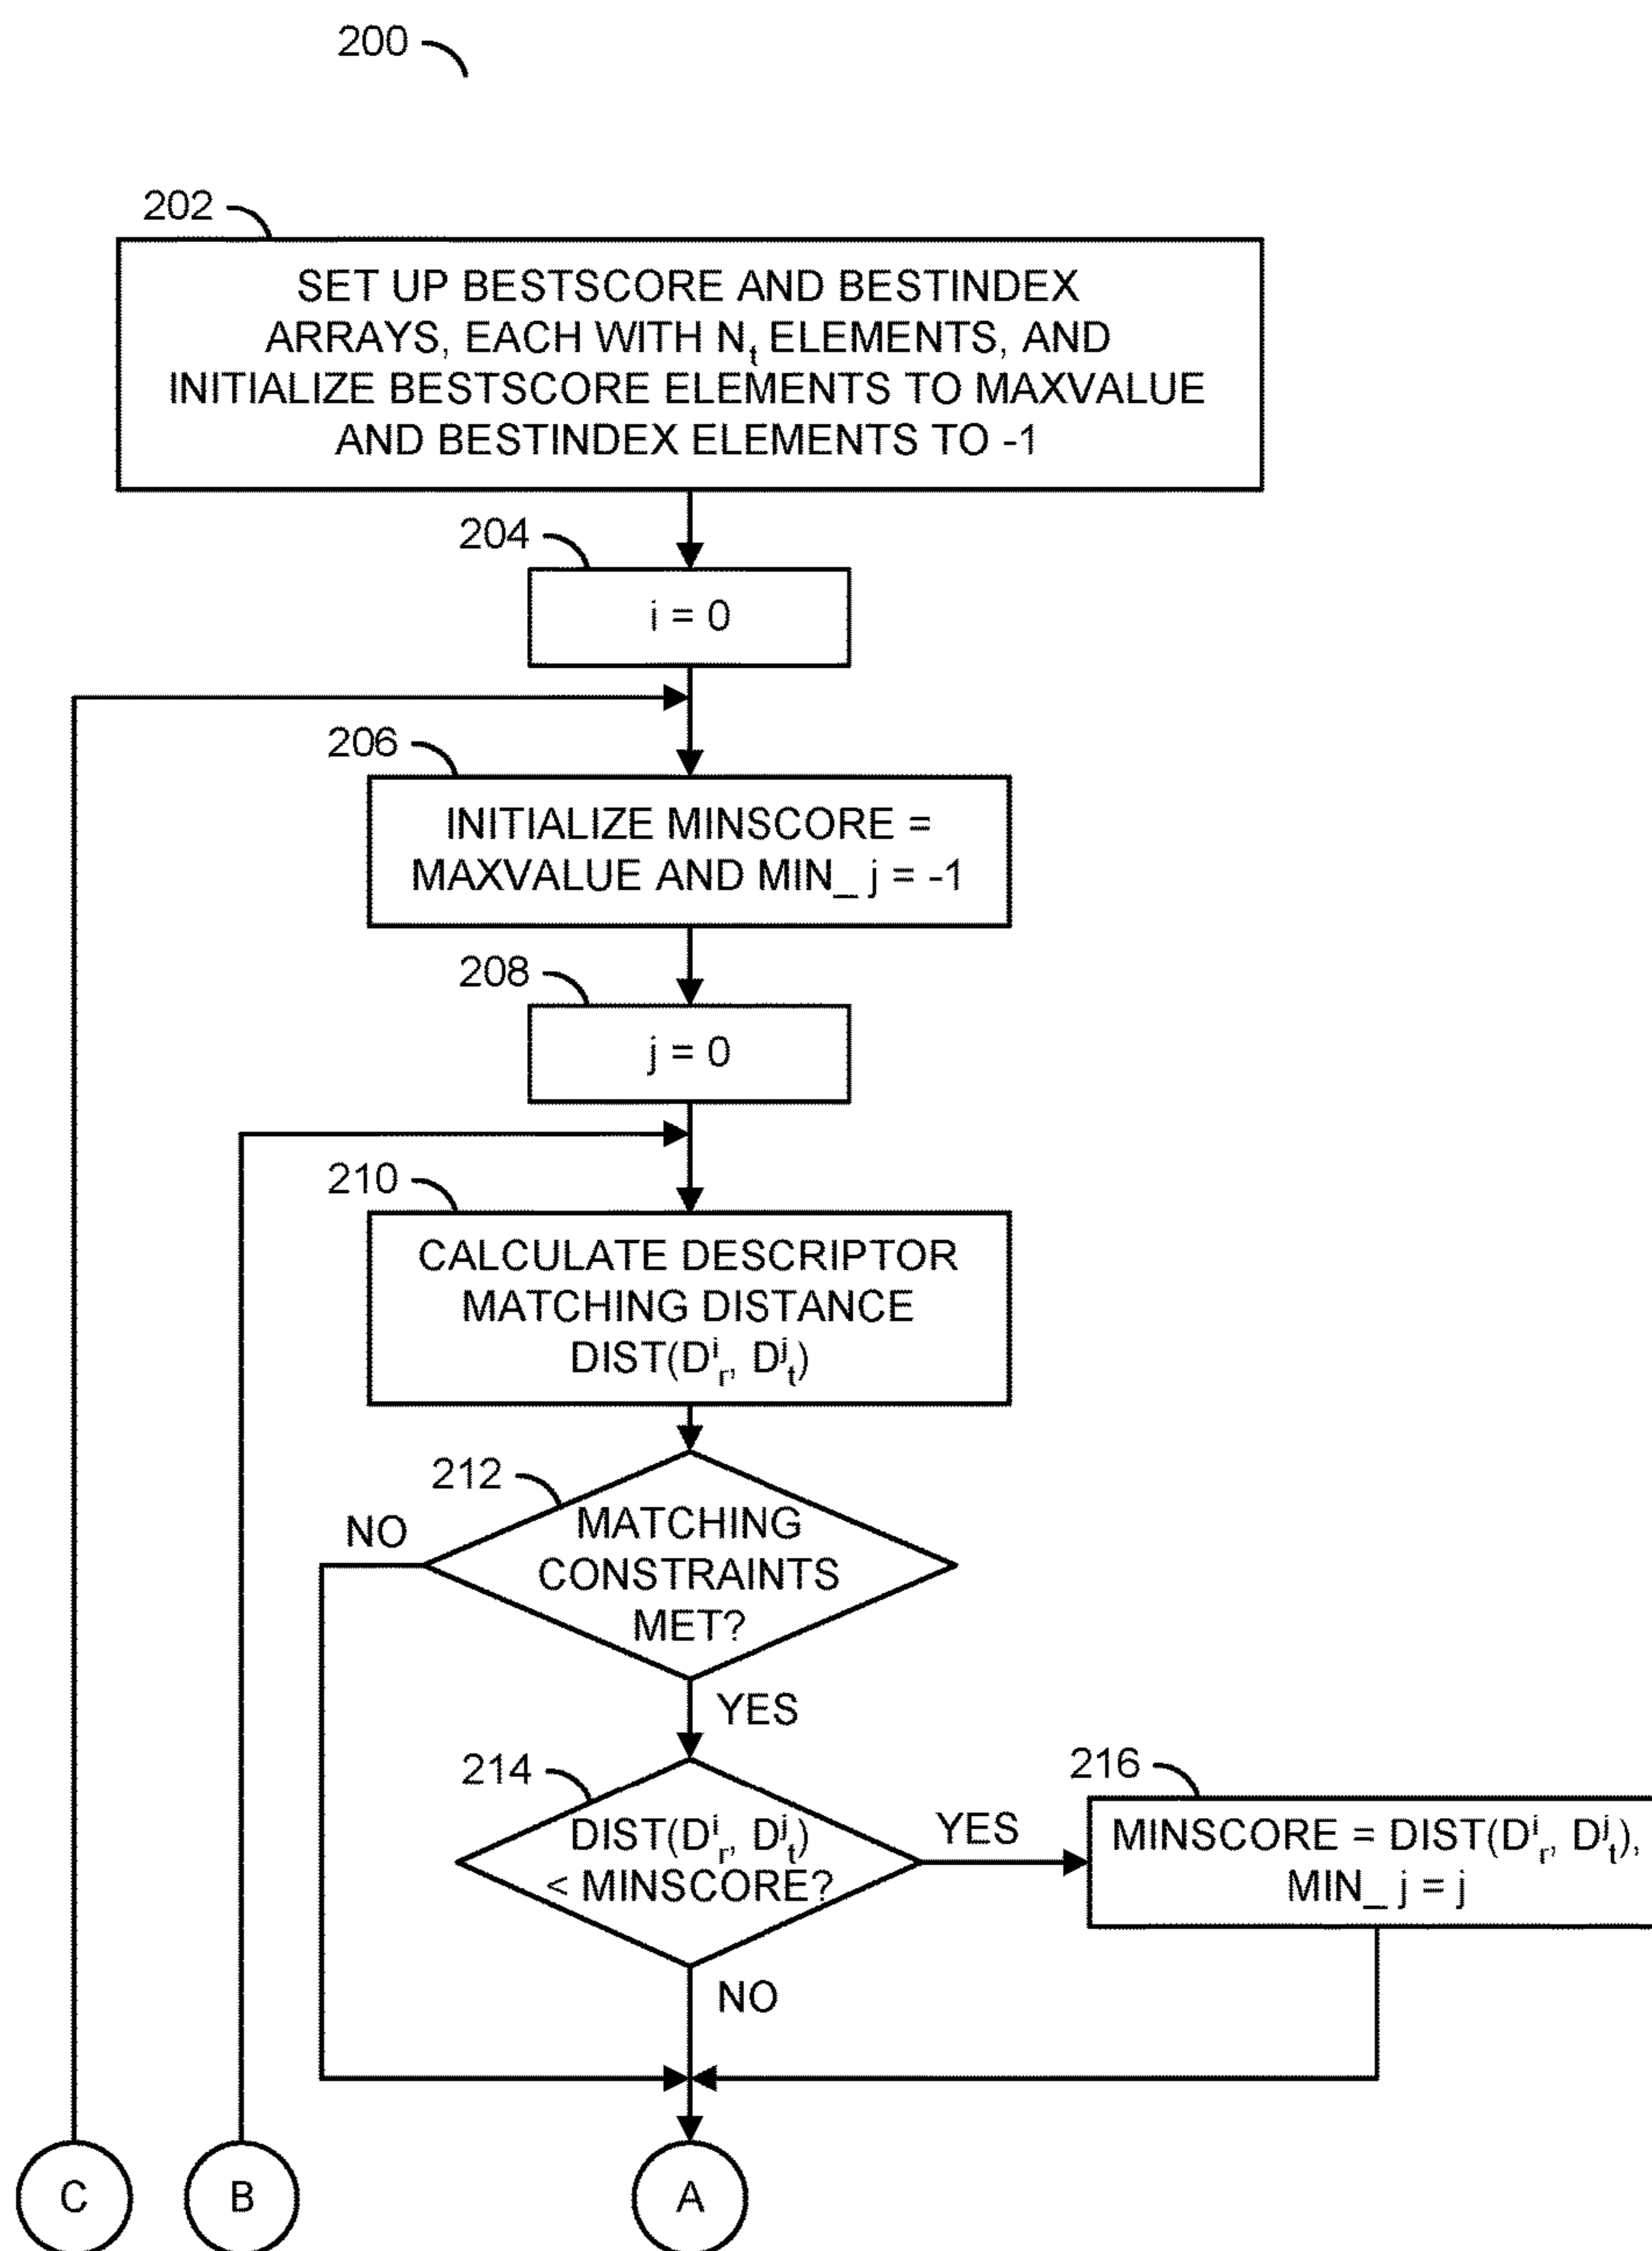 200
202
SET UP BESTSCORE AND BESTINDEX
ARRAYS, EACH WITH Nₜ ELEMENTS, AND
INITIALIZE BESTSCORE ELEMENTS TO MAXVALUE
AND BESTINDEX ELEMENTS TO -1
204
i = 0
206
INITIALIZE MINSCORE =
MAXVALUE AND MIN_ j = -1
208
j = 0
210
CALCULATE DESCRIPTOR
MATCHING DISTANCE
DIST(Dⁱᵣ, Dʲₜ)
212
NO
MATCHING
CONSTRAINTS
MET?
YES
214
DIST(Dⁱᵣ, Dʲₜ)
< MINSCORE?
YES
216
MINSCORE = DIST(Dⁱᵣ, Dʲₜ),
MIN_ j = j
NO
C
B
A